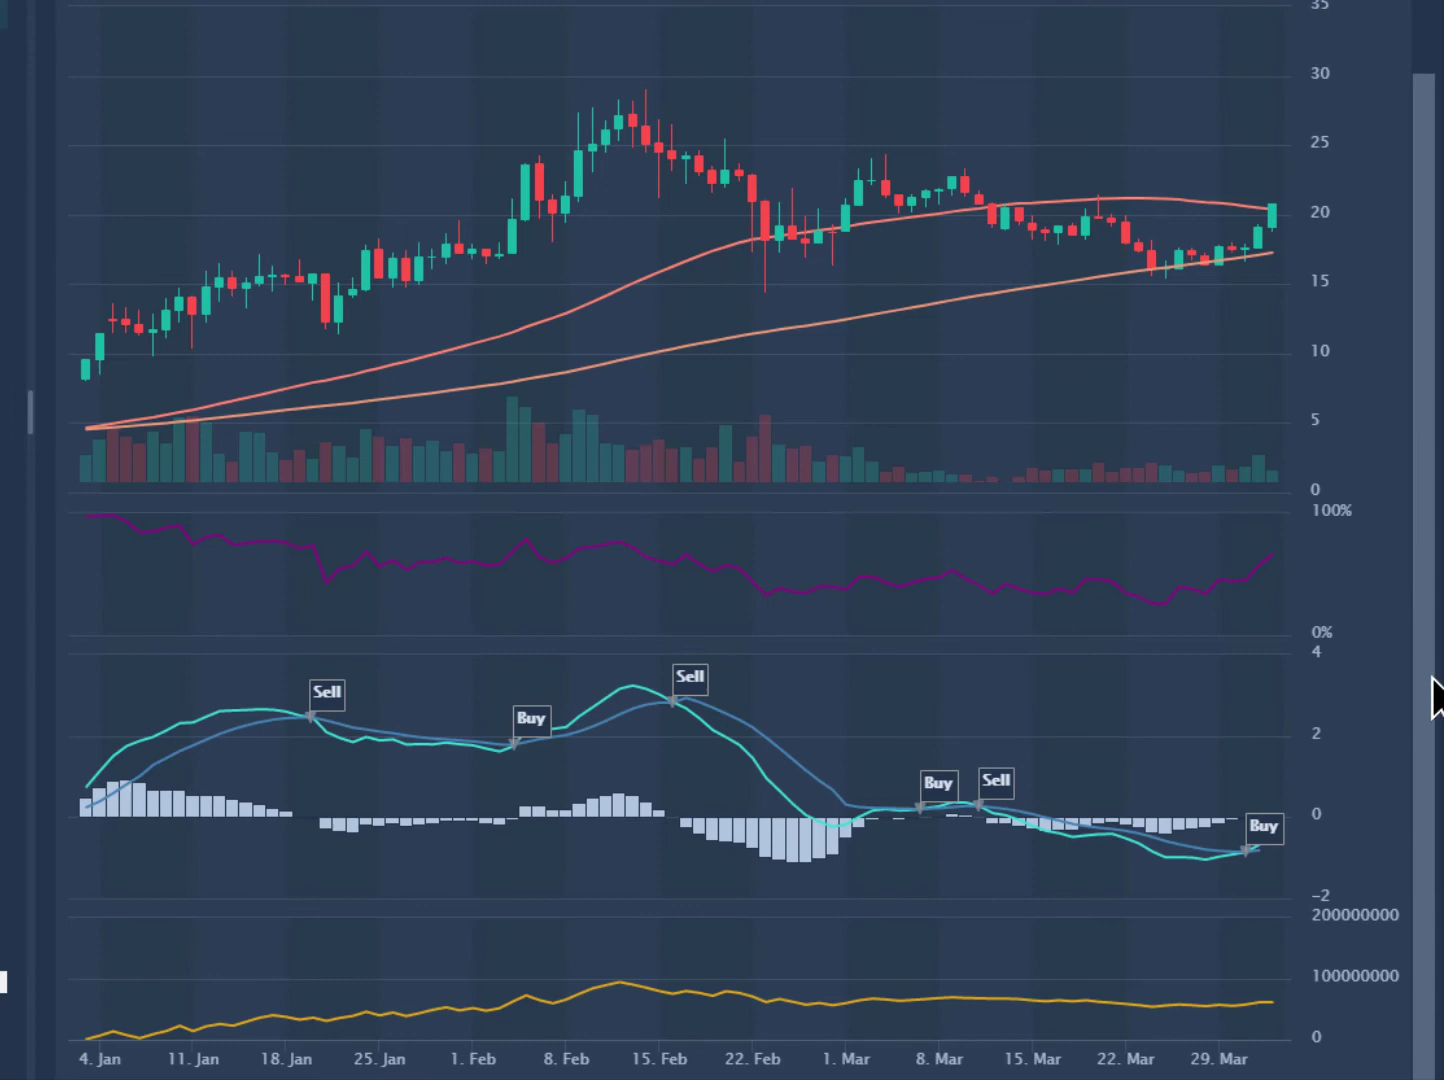 35
30
25
20
15
10
5
0
100%
0%
4
Sell
Sell
Buy
2
Buy
Sell
0
Buy
-2
200000000
100000000
0
4. Jan 11. Jan 18. Jan 25. Jan 1. Feb 8. Feb 15. Feb 22. Feb 1. Mar 8. Mar 15. Mar 22. Mar 29. Mar